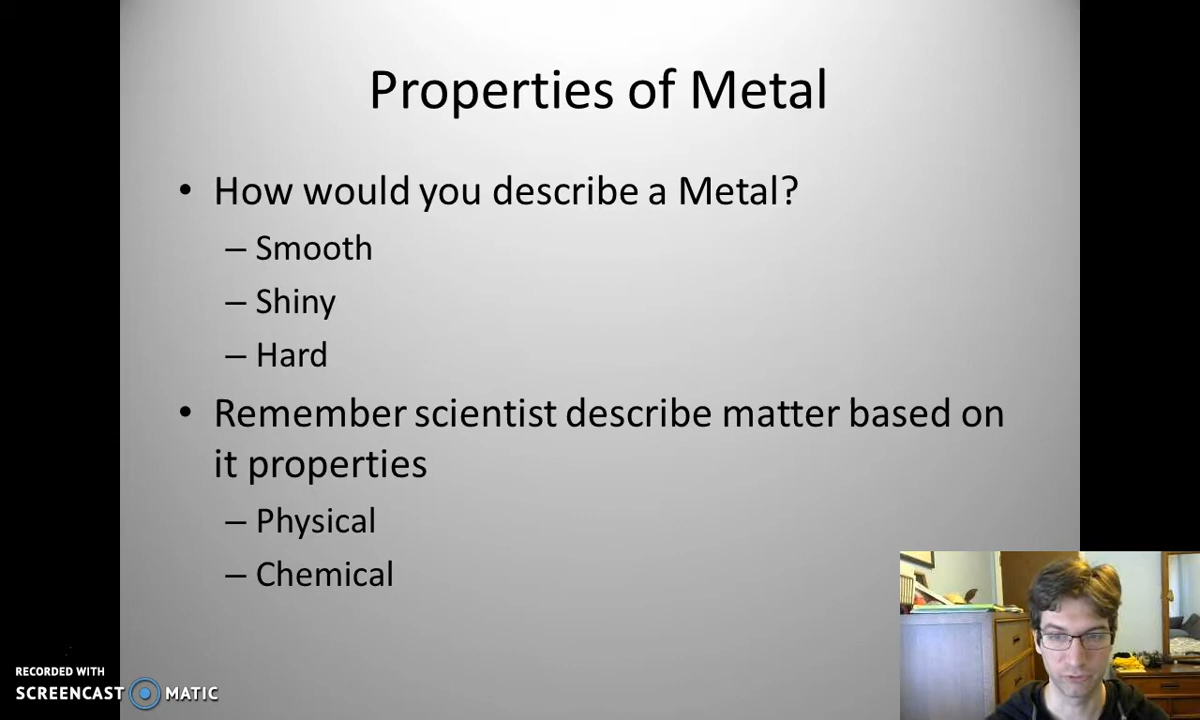 Properties of Metal
• How would you describe a Metal?
– Smooth
– Shiny
– Hard
• Remember scientist describe matter based on
it properties
– Physical
– Chemical
RECORDED WITH
SCREENCAST MATIC